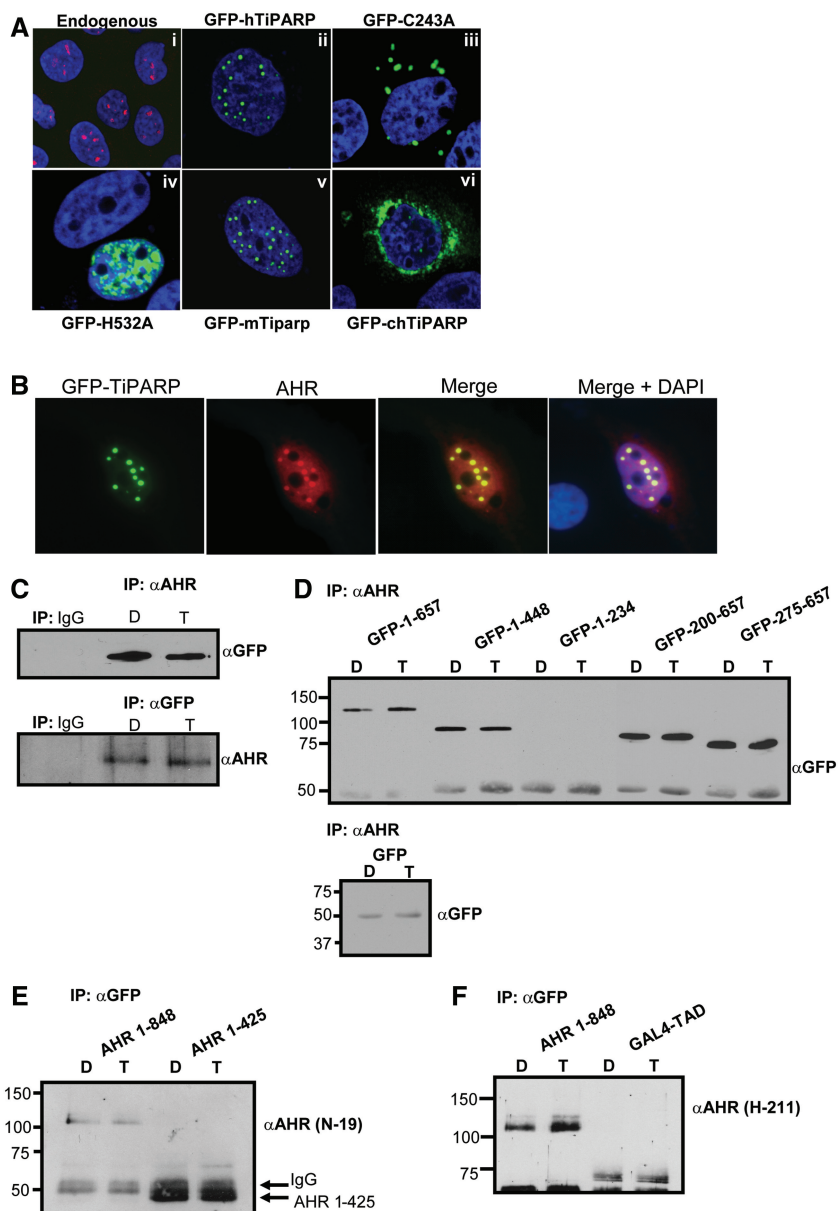 A
Endogenous GFP-hTiPARP GFP-C243A
i ii iii
iv v vi
GFP-H532A GFP-mTiparp GFP-chTiPARP
B
GFP-TiPARP AHR Merge Merge + DAPI
C
IP: αAHR
IP: IgG D T
αGFP
IP: αGFP
IP: IgG D T
αAHR
D
IP: αAHR
GFP-1-657 GFP-1-448 GFP-1-234 GFP-200-657 GFP-275-657
D T D T D T D T D T
150
100
75
50
αGFP
IP: αAHR
GFP
D T
75
50
37
αGFP
E
IP: αGFP
AHR 1-848 AHR 1-425
D T D T
150
100
75
50
αAHR (N-19)
IgG
AHR 1-425
F
IP: αGFP
AHR 1-848 GAL4-TAD
D T D T
150
100
75
αAHR (H-211)